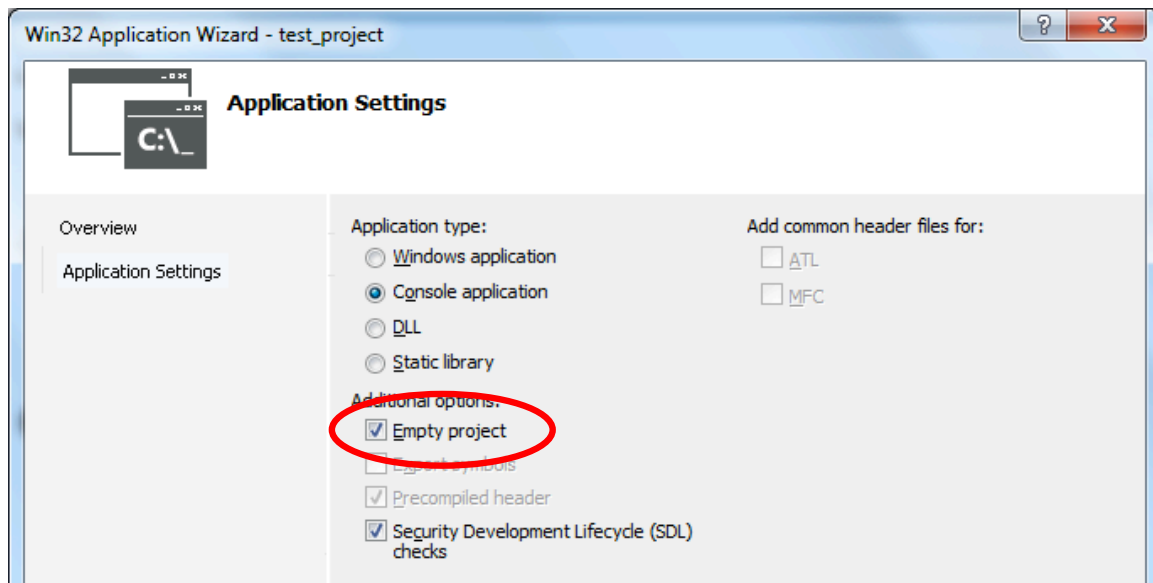 Win32 Application Wizard - test_project
C:\_
Application Settings
Overview
Application Settings
Application type:
Windows application
Console application
DLL
Static library
Additional options:
Empty project
Export symbols
Precompiled header
Security Development Lifecycle (SDL)
checks
Add common header files for:
ATL
MFC